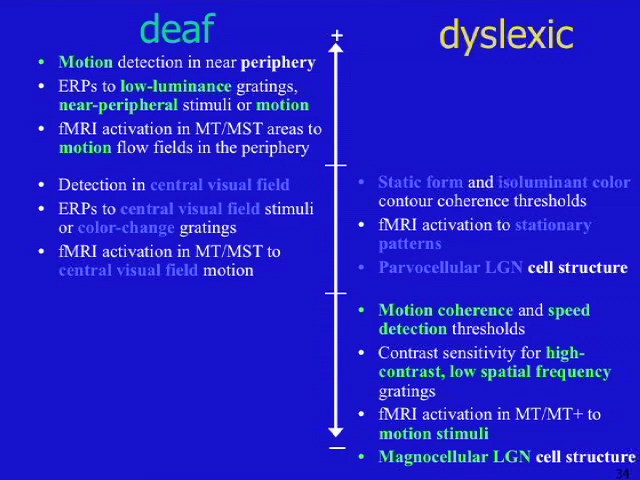 deaf
+
dyslexic
• Motion detection in near periphery
• ERPs to low-luminance gratings,
near-peripheral stimuli or motion
• fMRI activation in MT/MST areas to
motion flow fields in the periphery
• Detection in central visual field
• ERPs to central visual field stimuli
or color-change gratings
• fMRI activation in MT/MST to
central visual field motion
• Static form and isoluminant color
contour coherence thresholds
• fMRI activation to stationary
patterns
• Parvocellular LGN cell structure
• Motion coherence and speed
detection thresholds
• Contrast sensitivity for high-
contrast, low spatial frequency
gratings
• fMRI activation in MT/MT+ to
motion stimuli
• Magnocellular LGN cell structure
–
34